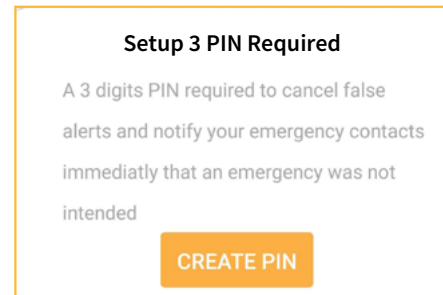 Setup 3 PIN Required
A 3 digits PIN required to cancel false
alerts and notify your emergency contacts
immediatly that an emergency was not
intended
CREATE PIN